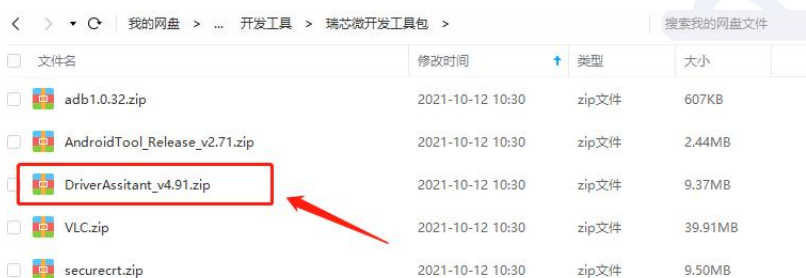 我的网盘 > ... 开发工具 > 瑞芯微开发工具包 > 搜索我的网盘文件
文件名 修改时间 类型 大小
adb1.0.32.zip 2021-10-12 10:30 zip文件 607KB
AndroidTool_Release_v2.71.zip 2021-10-12 10:30 zip文件 2.44MB
DriverAssitant_v4.91.zip 2021-10-12 10:30 zip文件 9.37MB
VLC.zip 2021-10-12 10:30 zip文件 39.91MB
securecrt.zip 2021-10-12 10:30 zip文件 9.50MB